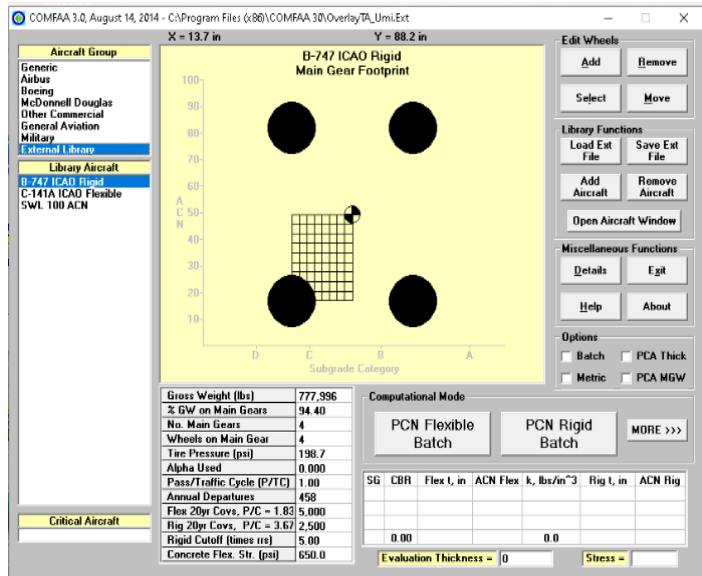 COMFAA 3.0, August 14, 2014 - C:\Program Files (x86)\COMFAA 30\OverlayTA_Umi.Ext
X = 13.7 in Y = 88.2 in
Aircraft Group
Generic
Airbus
Boeing
McDonnell Douglas
Other Commercial
General Aviation
Military
External Library
Library Aircraft
B-747 ICAO Rigid
C-141A ICAO Flexible
SWL 100 ACN
Critical Aircraft
B-747 ICAO Rigid
Main Gear Footprint
100-
90-
80-
70-
60-
50-
40-
30-
20-
10-
A C N
D C B A
Subgrade Category
Gross Weight (lbs) 777,996
% GW on Main Gears 94.40
No. Main Gears 4
Wheels on Main Gear 4
Tire Pressure (psi) 198.7
Alpha Used 0.000
Pass/Traffic Cycle (P/TC) 1.00
Annual Departures 458
Flex 20yr Covs, P/C = 1.83 5,000
Rig 20yr Covs, P/C = 3.67 2,500
Rigid Cutoff (times rrs) 5.00
Concrete Flex. Str. (psi) 650.0
Edit Wheels
Add Remove
Select Move
Library Functions
Load Ext File Save Ext File
Add Aircraft Remove Aircraft
Open Aircraft Window
Miscellaneous Functions
Details Exit
Help About
Options
Batch PCA Thick
Metric PCA MGW
Computational Mode
PCN Flexible Batch PCN Rigid Batch MORE >>>
SG CBR Flex t, in ACN Flex k, lbs/in^3 Rig t, in ACN Rig
0.00 0.0
Evaluation Thickness = 0 Stress =